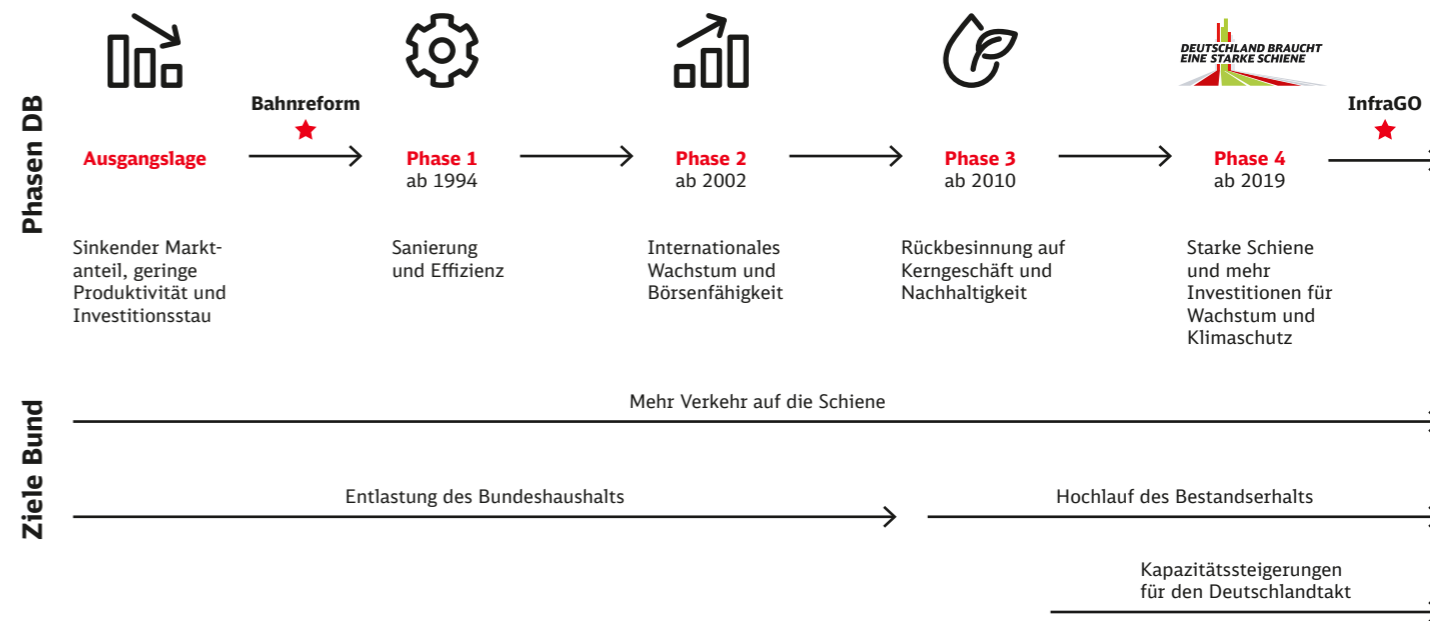 DEUTSCHLAND BRAUCHT
EINE STARKE SCHIENE
Phasen DB
Bahnreform
InfraGO
Ausgangslage
Phase 1
ab 1994
Phase 2
ab 2002
Phase 3
ab 2010
Phase 4
ab 2019
Sinkender Markt-
anteil, geringe
Produktivität und
Investitionsstau
Sanierung
und Effizienz
Internationales
Wachstum und
Börsenfähigkeit
Rückbesinnung auf
Kerngeschäft und
Nachhaltigkeit
Starke Schiene
und mehr
Investitionen für
Wachstum und
Klimaschutz
Ziele Bund
Mehr Verkehr auf die Schiene
Entlastung des Bundeshaushalts
Hochlauf des Bestandserhalts
Kapazitätssteigerungen
für den Deutschlandtakt